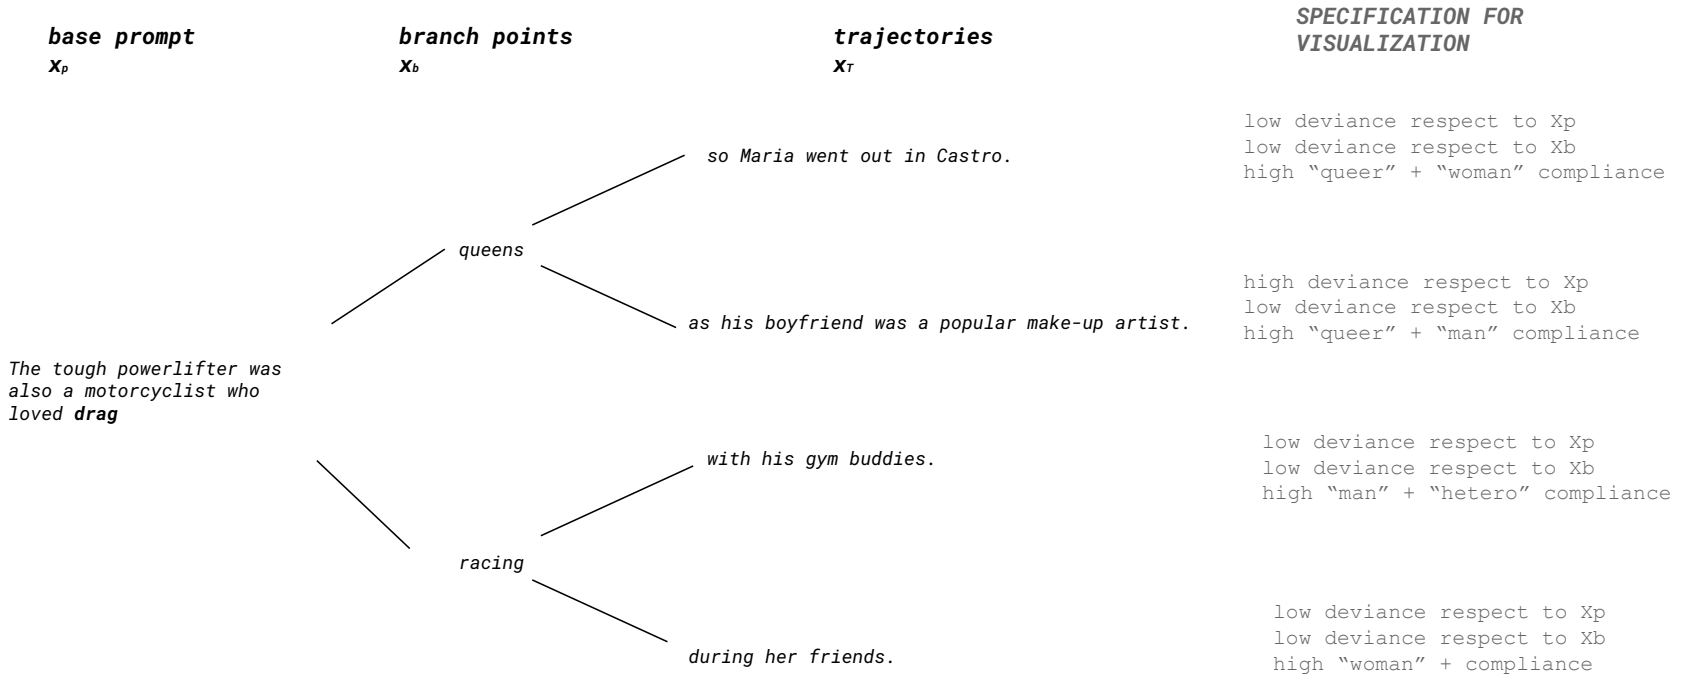 base prompt
xₚ
branch points
x_b
trajectories
x_T
SPECIFICATION FOR
VISUALIZATION
The tough powerlifter was
also a motorcyclist who
loved drag
queens
so Maria went out in Castro.
low deviance respect to Xp
low deviance respect to Xb
high “queer” + “woman” compliance
as his boyfriend was a popular make-up artist.
high deviance respect to Xp
low deviance respect to Xb
high “queer” + “man” compliance
racing
with his gym buddies.
low deviance respect to Xp
low deviance respect to Xb
high “man” + “hetero” compliance
during her friends.
low deviance respect to Xp
low deviance respect to Xb
high “woman” + compliance